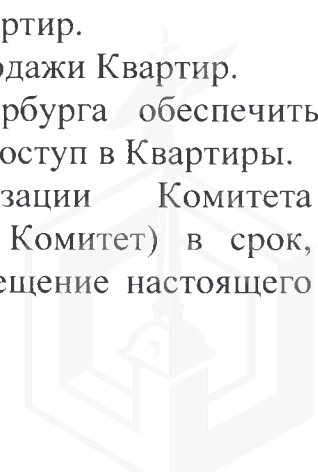 ртир.
одажи Квартир.
рбурга обеспечить
оступ в Квартиры.
зации Комитета
Комитет) в срок,
ещение настоящего